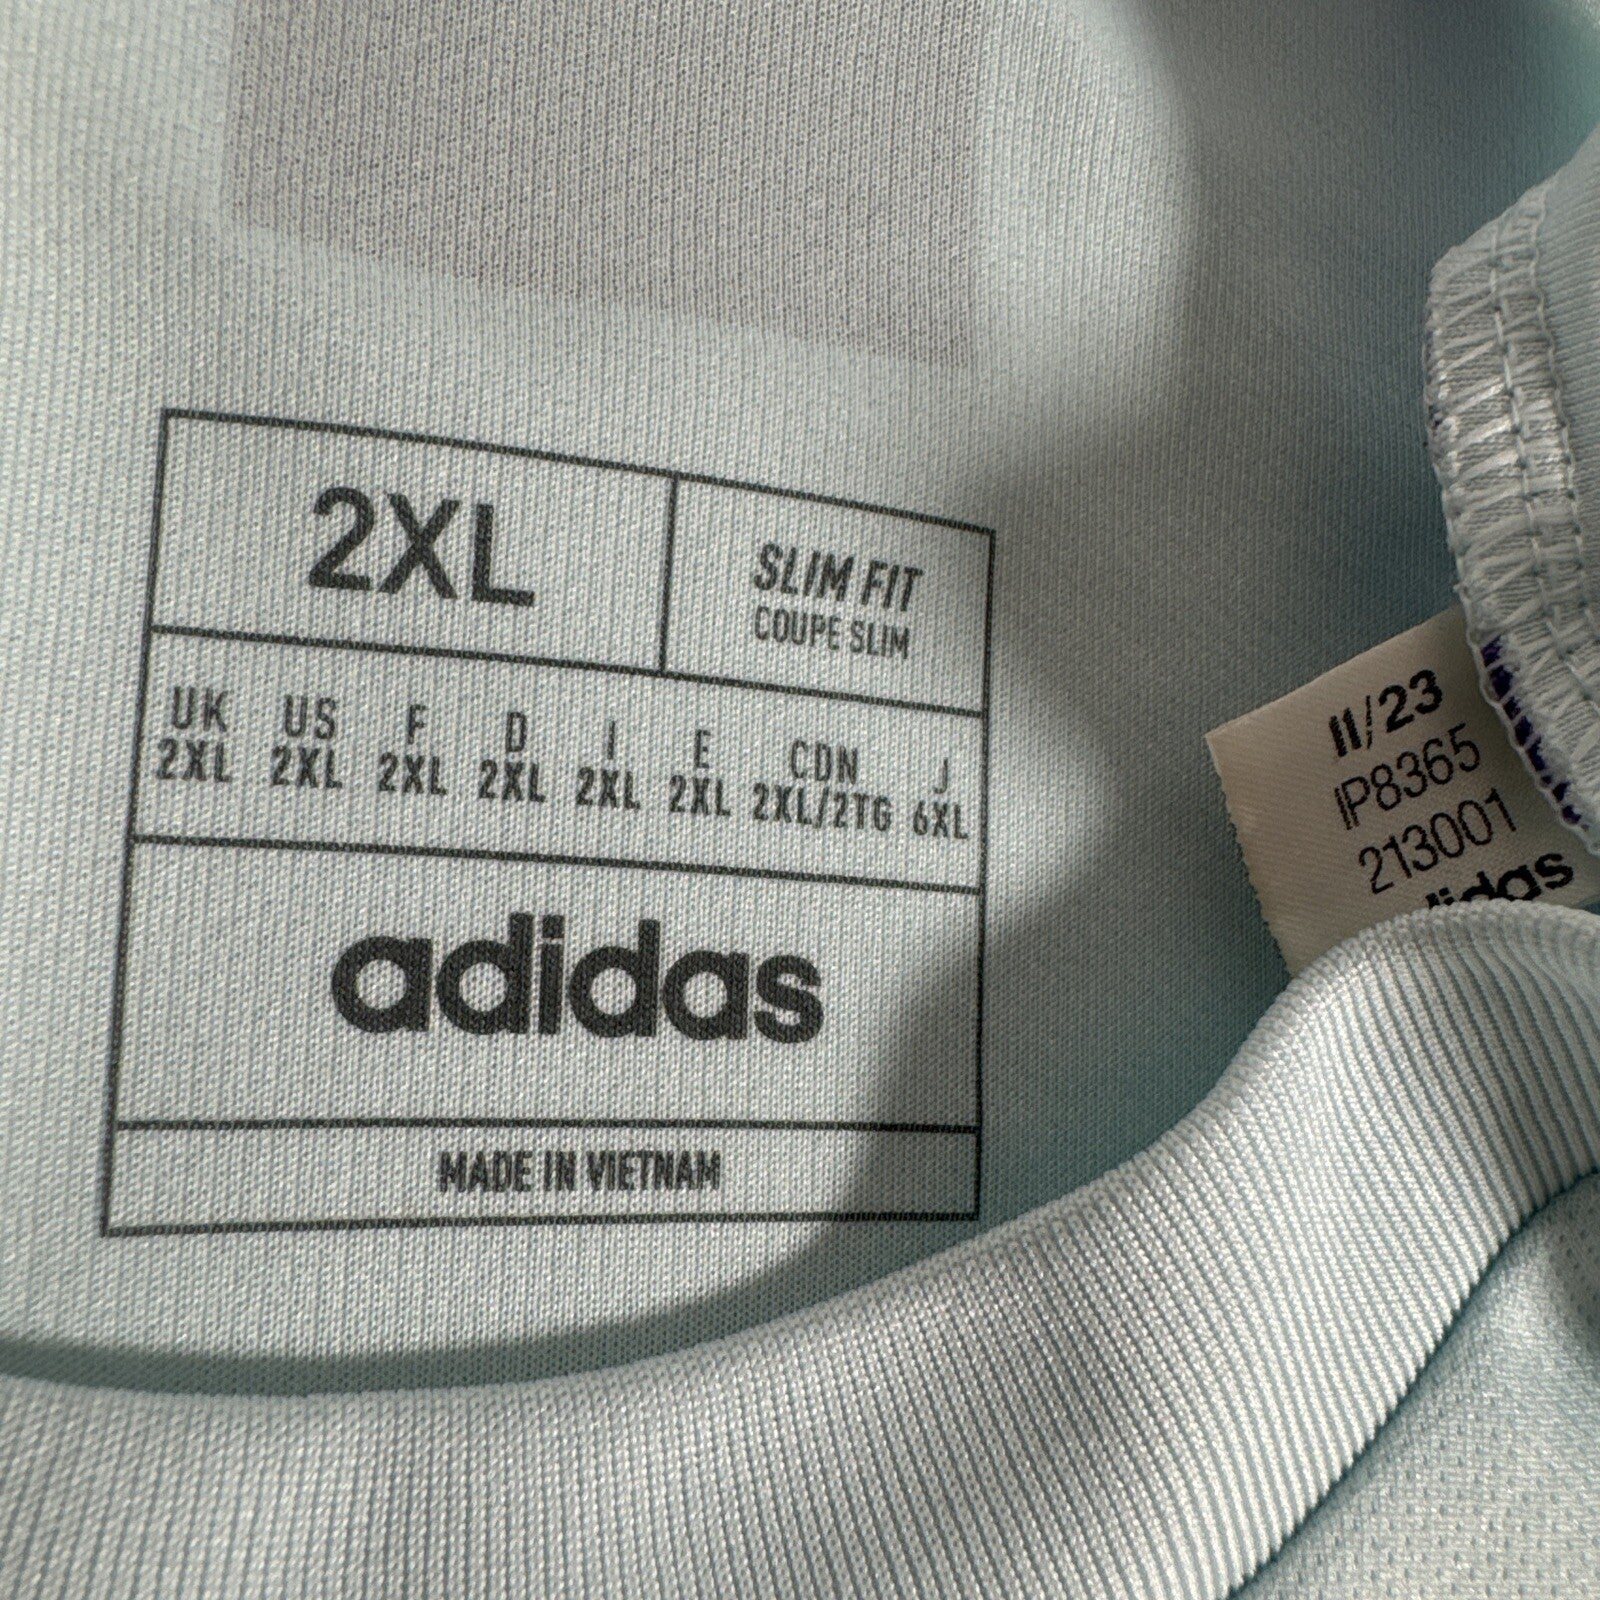 2XL
SLIM FIT
COUPE SLIM
UK US F D I E CDN J
2XL 2XL 2XL 2XL 2XL 2XL 2XL/2TG 6XL
adidas
MADE IN VIETNAM
11/23
IP8365
213001
adidas